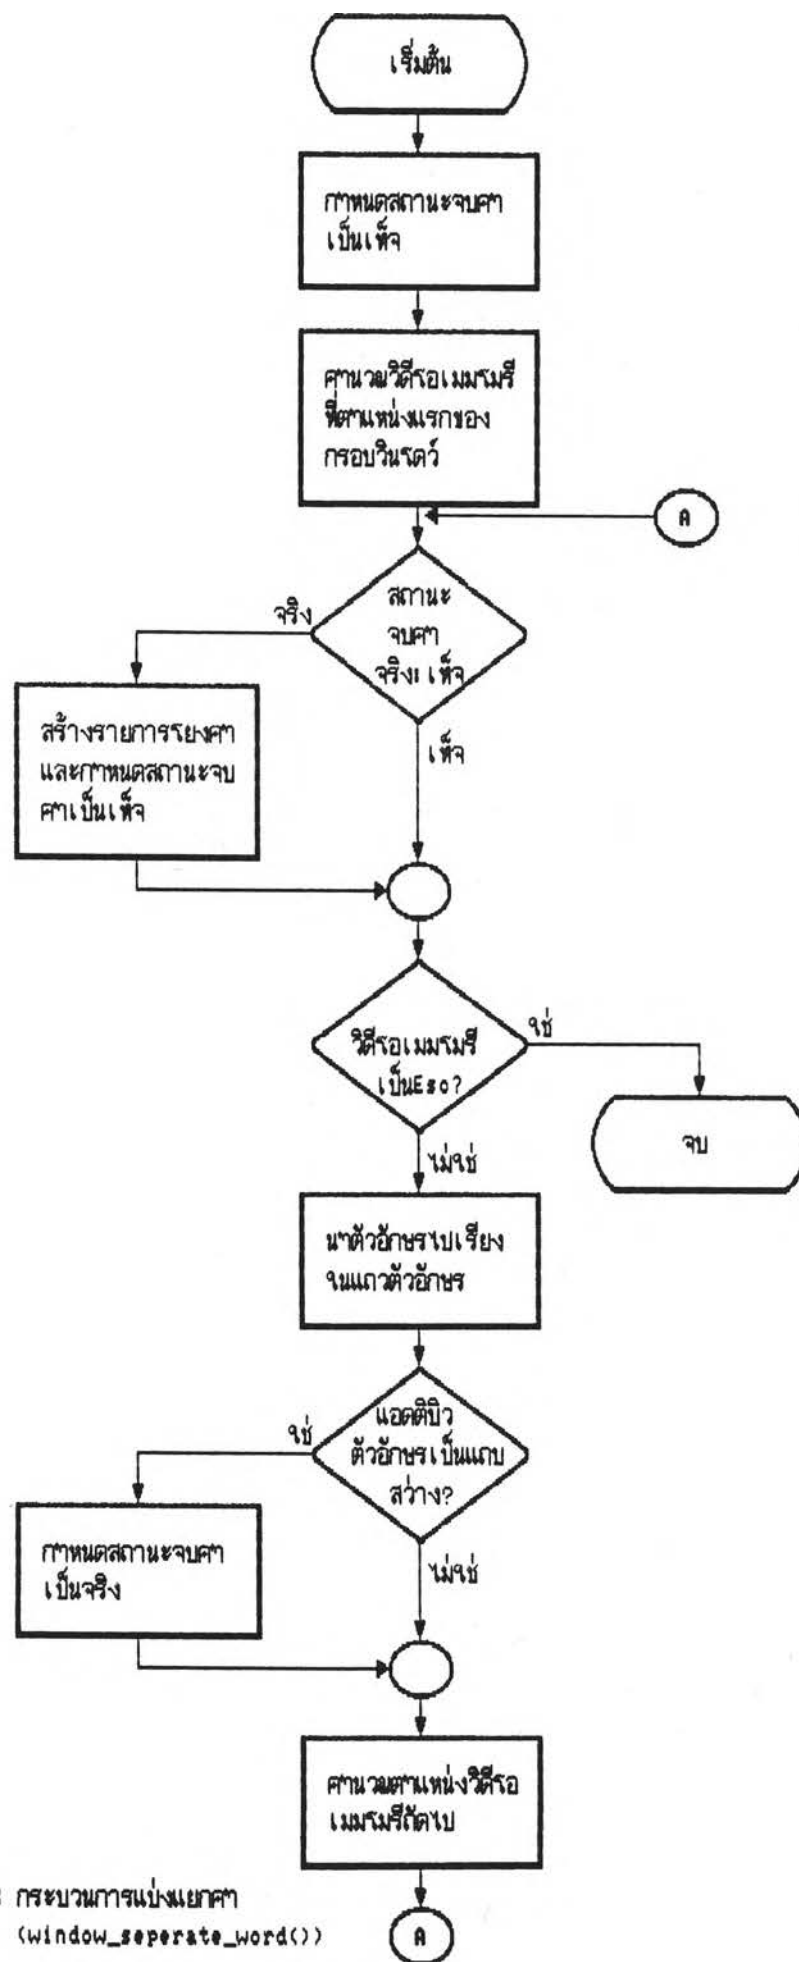 เริ่มต้น
กำหนดสถานะจบคำ
เป็นเท็จ
คำนวณวิดีโอเมมโมรี
ที่ตำแหน่งแรกของ
กรอบวินโดว์
A
สถานะ
จบคำ
จริง: เท็จ
จริง
เท็จ
สร้างรายการโยงคำ
และกำหนดสถานะจบ
คำเป็นเท็จ
วิดีโอเมมโมรี
เป็นEsc?
ใช่
จบ
ไม่ใช่
นำตัวอักษรไปเรียง
ในแถวตัวอักษร
แอตติบิว
ตัวอักษรเป็นแถบ
สว่าง?
ใช่
ไม่ใช่
กำหนดสถานะจบคำ
เป็นจริง
คำนวณตำแหน่งวิดีโอ
เมมโมรีถัดไป
: กระบวนการแบ่งแยกคำ
(window_seperate_word())
A